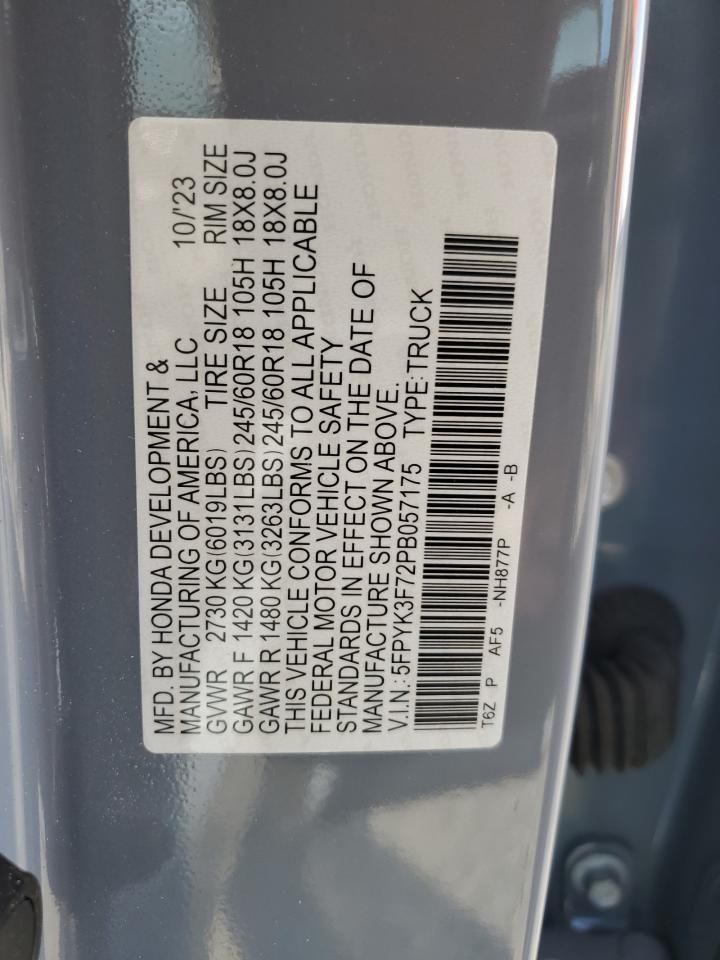 MFD. BY HONDA DEVELOPMENT &
MANUFACTURING OF AMERICA, LLC 10/'23
GVWR 2730 KG(6019LBS) TIRE SIZE RIM SIZE
GAWR F 1420 KG(3131LBS) 245/60R18 105H 18X8.0J
GAWR R 1480 KG(3263LBS) 245/60R18 105H 18X8.0J
THIS VEHICLE CONFORMS TO ALL APPLICABLE
FEDERAL MOTOR VEHICLE SAFETY
STANDARDS IN EFFECT ON THE DATE OF
MANUFACTURE SHOWN ABOVE.
V.I.N.: 5FPYK3F72PB057175 TYPE: TRUCK
T6Z P AF5 -NH877P -A -B